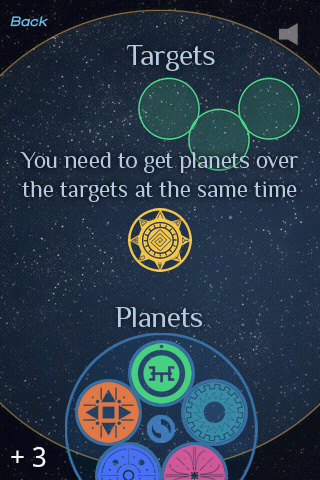 Back
Targets
You need to get planets over
the targets at the same time
Planets
+ 3